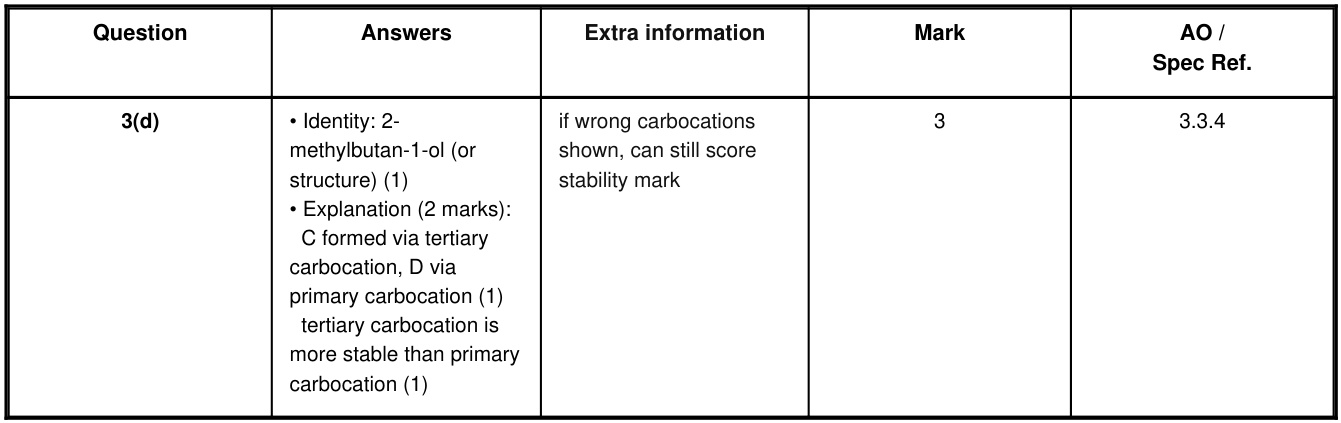 Question Answers Extra information Mark AO /
Spec Ref.
3(d)
• Identity: 2-
methylbutan-1-ol (or
structure) (1)
• Explanation (2 marks):
C formed via tertiary
carbocation, D via
primary carbocation (1)
tertiary carbocation is
more stable than primary
carbocation (1)
if wrong carbocations
shown, can still score
stability mark
3
3.3.4